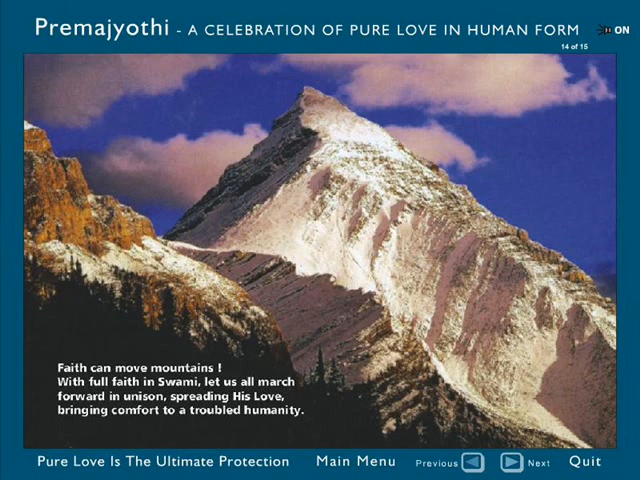 Premajyothi - A CELEBRATION OF PURE LOVE IN HUMAN FORM
ON
14 of 15
Faith can move mountains !
With full faith in Swami, let us all march
forward in unison, spreading His Love,
bringing comfort to a troubled humanity.
Pure Love Is The Ultimate Protection
Main Menu
Previous
Next
Quit